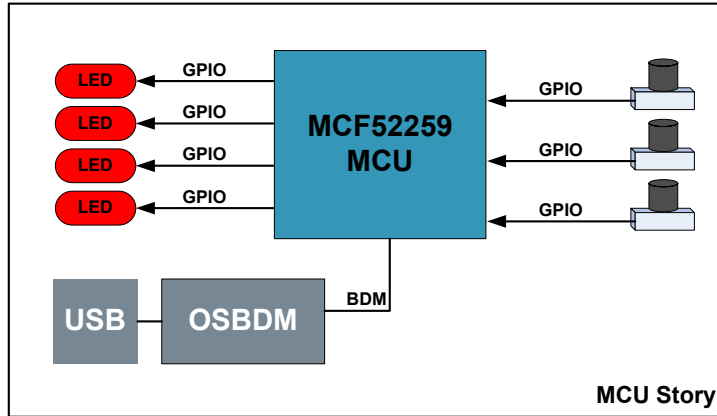 LED
GPIO
LED
GPIO
LED
GPIO
LED
GPIO
MCF52259
MCU
GPIO
GPIO
GPIO
USB
OSBDM
BDM
MCU Story